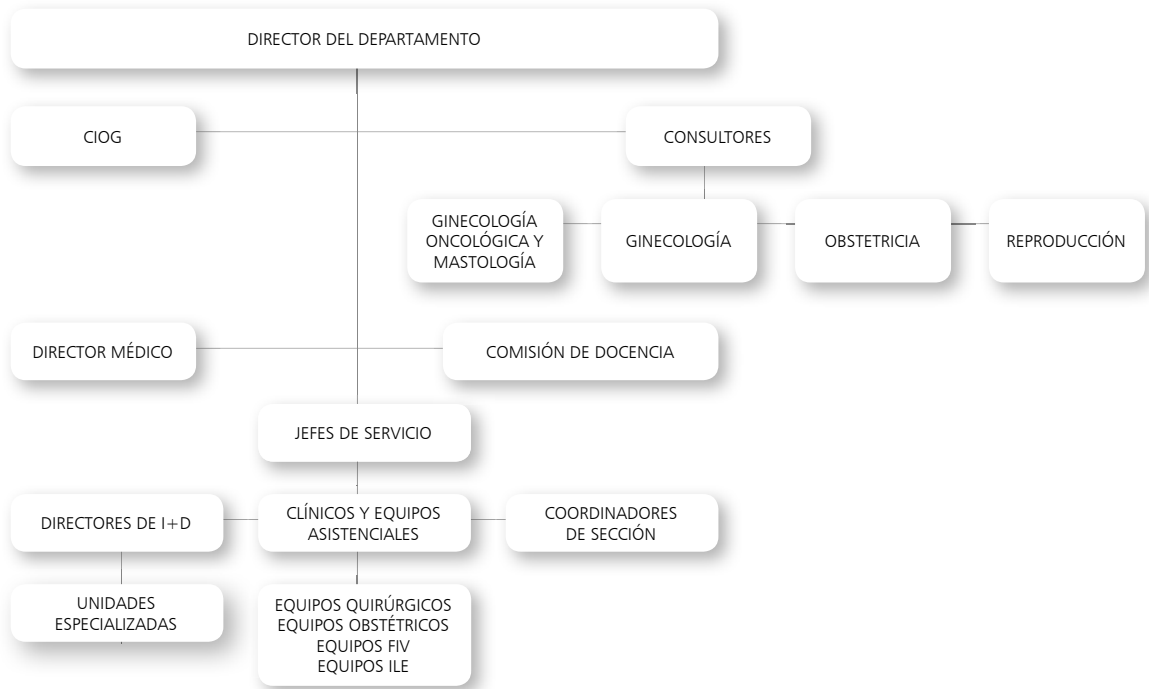 DIRECTOR DEL DEPARTAMENTO
CIOG
CONSULTORES
GINECOLOGÍA
ONCOLÓGICA Y
MASTOLOGÍA
GINECOLOGÍA
OBSTETRICIA
REPRODUCCIÓN
DIRECTOR MÉDICO
COMISIÓN DE DOCENCIA
JEFES DE SERVICIO
DIRECTORES DE I+D
CLÍNICOS Y EQUIPOS
ASISTENCIALES
COORDINADORES
DE SECCIÓN
UNIDADES
ESPECIALIZADAS
EQUIPOS QUIRÚRGICOS
EQUIPOS OBSTÉTRICOS
EQUIPOS FIV
EQUIPOS ILE